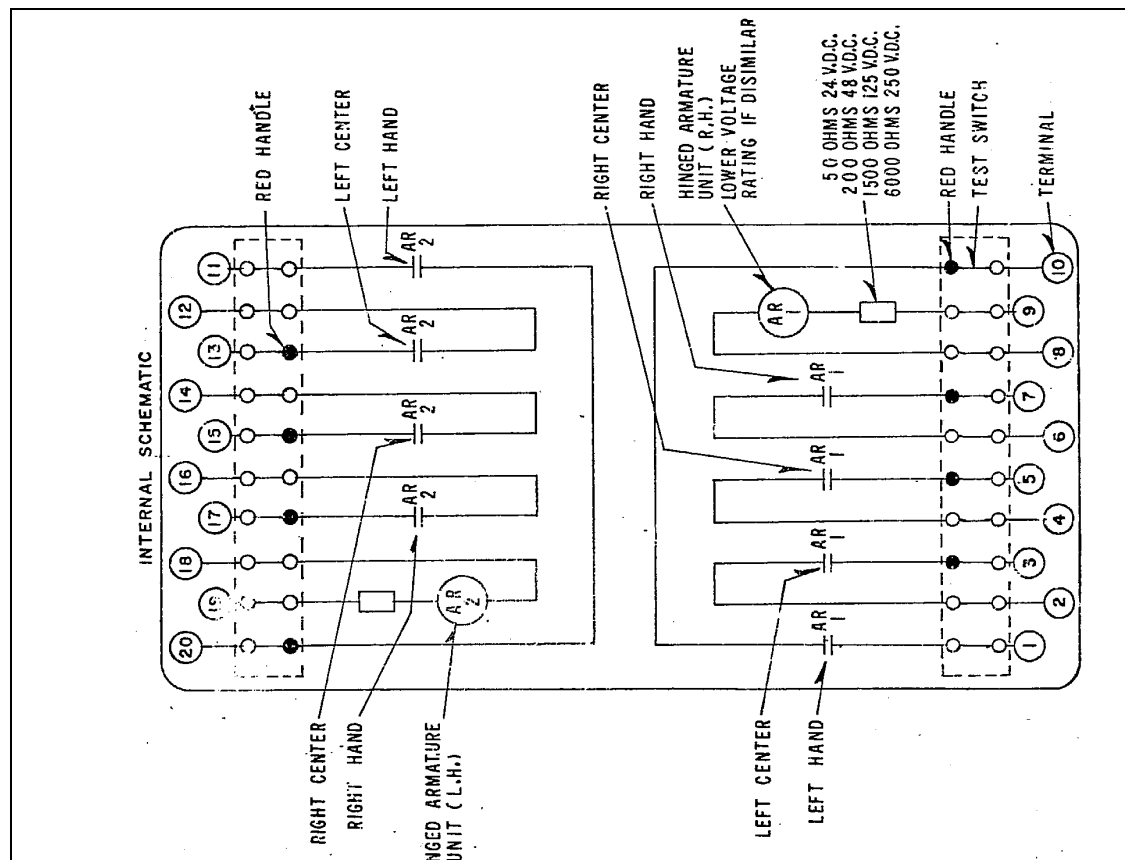 INTERNAL SCHEMATIC
RED HANDLE
LEFT CENTER
LEFT HAND
RIGHT CENTER
RIGHT HAND
HINGED ARMATURE
UNIT (R.H.)
LOWER VOLTAGE
RATING IF DISIMILAR
50 OHMS 24 V.D.C.
200 OHMS 48 V.D.C.
1500 OHMS 125 V.D.C.
6000 OHMS 250 V.D.C.
RED HANDLE
TEST SWITCH
TERMINAL
20
19
18
17
16
15
14
13
12
11
AR
2
AR
2
AR
2
AR
2
AR
2
AR
1
AR
1
AR
1
AR
1
AR
1
1
2
3
4
5
6
7
8
9
10
RIGHT CENTER
RIGHT HAND
NGED ARMATURE
UNIT (L.H.)
LEFT CENTER
LEFT HAND